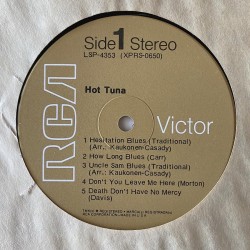 Side 1 Stereo
LSP-4353 (XPRS-0650)
Hot Tuna
RCA
Victor
1 Hesitation Blues (Traditional)
(Arr.: Kaukonen-Casady)
2 How Long Blues (Carr)
3 Uncle Sam Blues (Traditional)
(Arr.: Kaukonen-Casady)
4 Don't You Leave Me Here (Morton)
5 Death Don't Have No Mercy
(Davis)